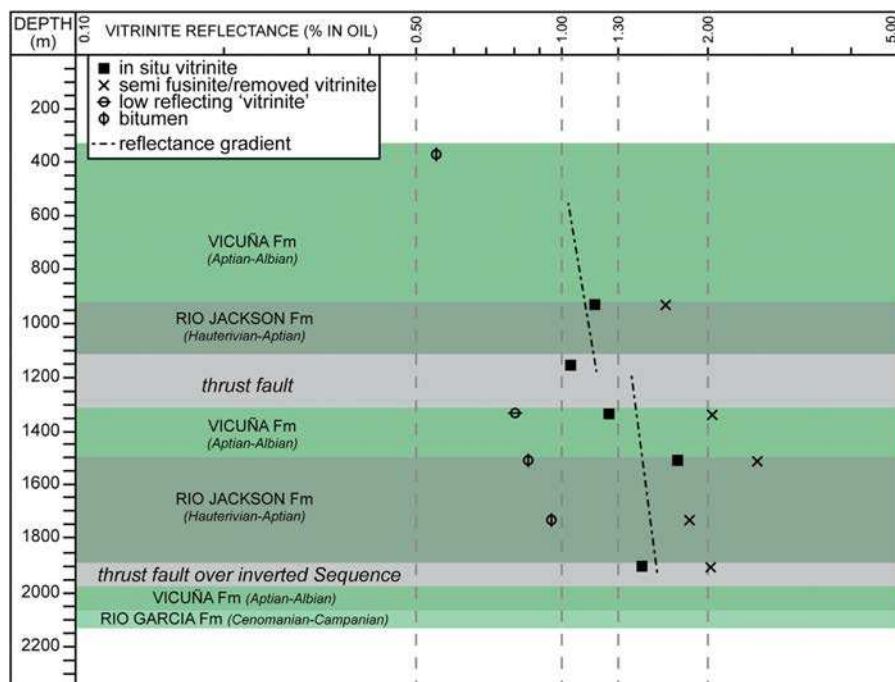 DEPTH
(m)
VITRINITE REFLECTANCE (% IN OIL)
0.10
0.50
1.00
1.30
2.00
5.00
in situ vitrinite
semi fusinite/removed vitrinite
low reflecting 'vitrinite'
bitumen
reflectance gradient
200
400
600
800
1000
1200
1400
1600
1800
2000
2200
VICUÑA Fm
(Aptian-Albian)
RIO JACKSON Fm
(Hauterivian-Aptian)
thrust fault
VICUÑA Fm
(Aptian-Albian)
RIO JACKSON Fm
(Hauterivian-Aptian)
thrust fault over inverted Sequence
VICUÑA Fm (Aptian-Albian)
RIO GARCIA Fm (Cenomanian-Campanian)